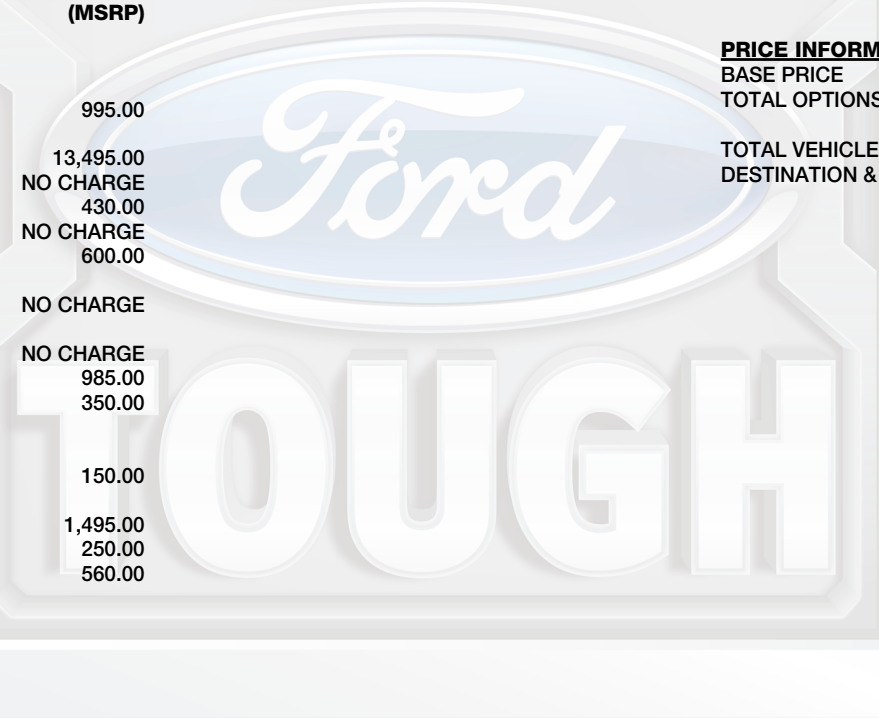 (MSRP)
995.00
13,495.00
NO CHARGE
430.00
NO CHARGE
600.00
NO CHARGE
NO CHARGE
985.00
350.00
150.00
1,495.00
250.00
560.00
PRICE INFORM
BASE PRICE
TOTAL OPTIONS
TOTAL VEHICLE
DESTINATION &
Ford
TOUGH